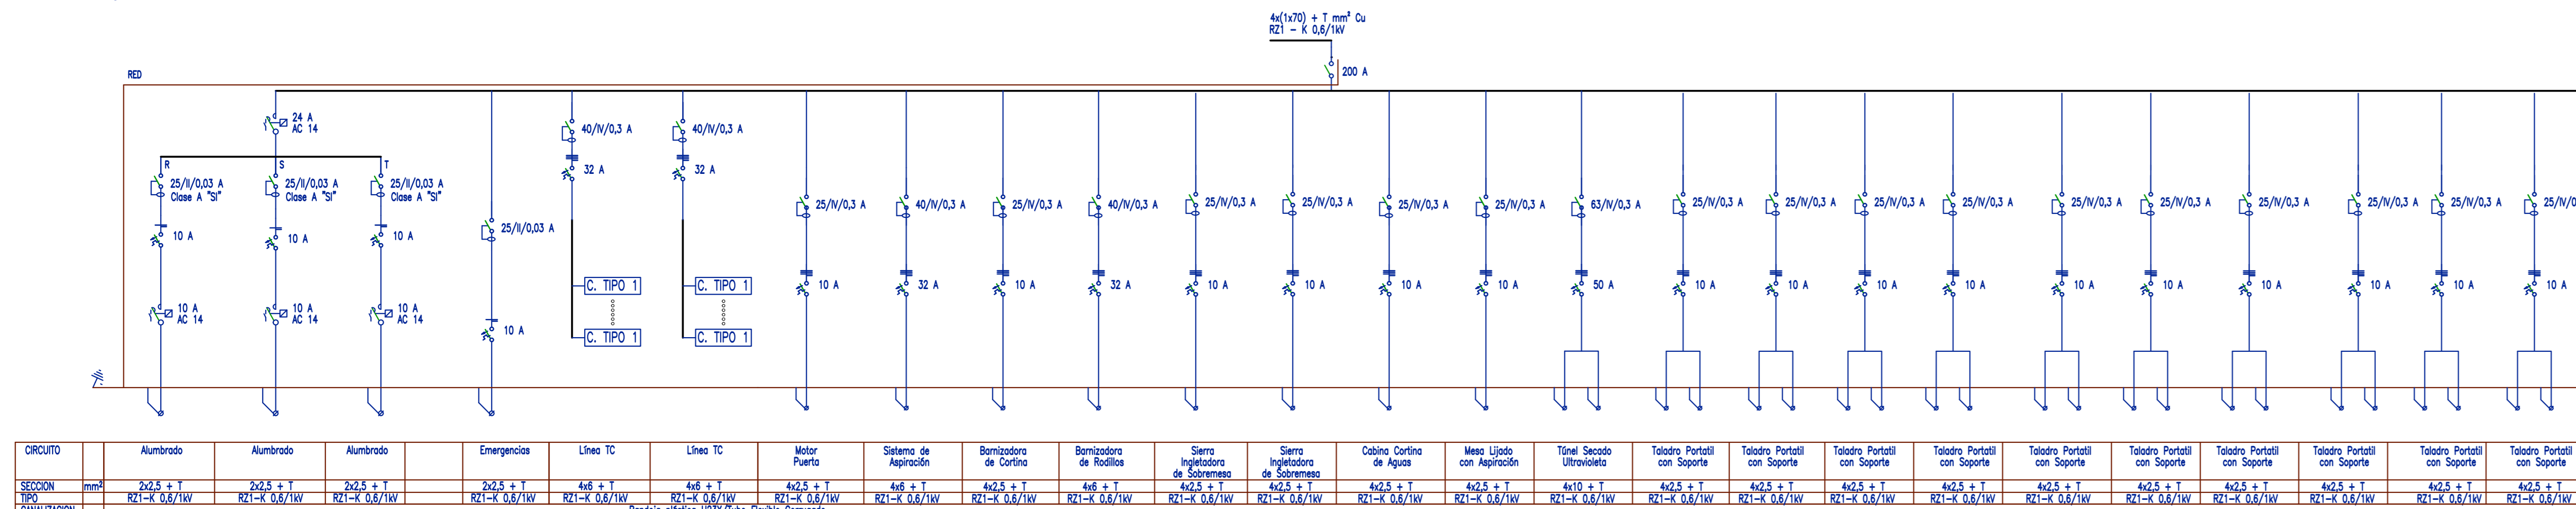 4x(1x70) + T mm² Cu
RZ1 - K 0,6/1kV
200 A
RED
24 A
AC 14
R
S
T
25/II/0,03 A
Clase A "SI"
25/II/0,03 A
Clase A "SI"
25/II/0,03 A
Clase A "SI"
10 A
10 A
10 A
10 A
AC 14
10 A
AC 14
10 A
AC 14
25/II/0,03 A
10 A
40/IV/0,3 A
32 A
C. TIPO 1
C. TIPO 1
40/IV/0,3 A
32 A
C. TIPO 1
C. TIPO 1
25/IV/0,3 A
10 A
40/IV/0,3 A
32 A
25/IV/0,3 A
10 A
40/IV/0,3 A
32 A
25/IV/0,3 A
10 A
25/IV/0,3 A
10 A
25/IV/0,3 A
10 A
25/IV/0,3 A
10 A
63/IV/0,3 A
50 A
25/IV/0,3 A
10 A
25/IV/0,3 A
10 A
25/IV/0,3 A
10 A
25/IV/0,3 A
10 A
25/IV/0,3 A
10 A
25/IV/0,3 A
10 A
25/IV/0,3 A
10 A
25/IV/0,3 A
10 A
25/IV/0,3 A
10 A
25/IV/0
10 A
CIRCUITO Alumbrado Alumbrado Alumbrado Emergencias Línea TC Línea TC Motor Puerta Sistema de Aspiración Barnizadora de Cortina Barnizadora de Rodillos Sierra Ingletadora de Sobremesa Sierra Ingletadora de Sobremesa Cabina Cortina de Aguas Mesa Lijado con Aspiración Túnel Secado Ultravioleta Taladro Portatil con Soporte Taladro Portatil con Soporte Taladro Portatil con Soporte Taladro Portatil con Soporte Taladro Portatil con Soporte Taladro Portatil con Soporte Taladro Portatil con Soporte Taladro Portatil con Soporte Taladro Portatil con Soporte Taladro Portatil con Soporte
SECCION mm² 2x2,5 + T 2x2,5 + T 2x2,5 + T 2x2,5 + T 4x6 + T 4x6 + T 4x2,5 + T 4x6 + T 4x2,5 + T 4x6 + T 4x2,5 + T 4x2,5 + T 4x2,5 + T 4x2,5 + T 4x10 + T 4x2,5 + T 4x2,5 + T 4x2,5 + T 4x2,5 + T 4x2,5 + T 4x2,5 + T 4x2,5 + T 4x2,5 + T 4x2,5 + T 4x2,5 + T
TIPO RZ1-K 0,6/1kV RZ1-K 0,6/1kV RZ1-K 0,6/1kV RZ1-K 0,6/1kV RZ1-K 0,6/1kV RZ1-K 0,6/1kV RZ1-K 0,6/1kV RZ1-K 0,6/1kV RZ1-K 0,6/1kV RZ1-K 0,6/1kV RZ1-K 0,6/1kV RZ1-K 0,6/1kV RZ1-K 0,6/1kV RZ1-K 0,6/1kV RZ1-K 0,6/1kV RZ1-K 0,6/1kV RZ1-K 0,6/1kV RZ1-K 0,6/1kV RZ1-K 0,6/1kV RZ1-K 0,6/1kV RZ1-K 0,6/1kV RZ1-K 0,6/1kV RZ1-K 0,6/1kV RZ1-K 0,6/1kV RZ1-K 0,6/1kV